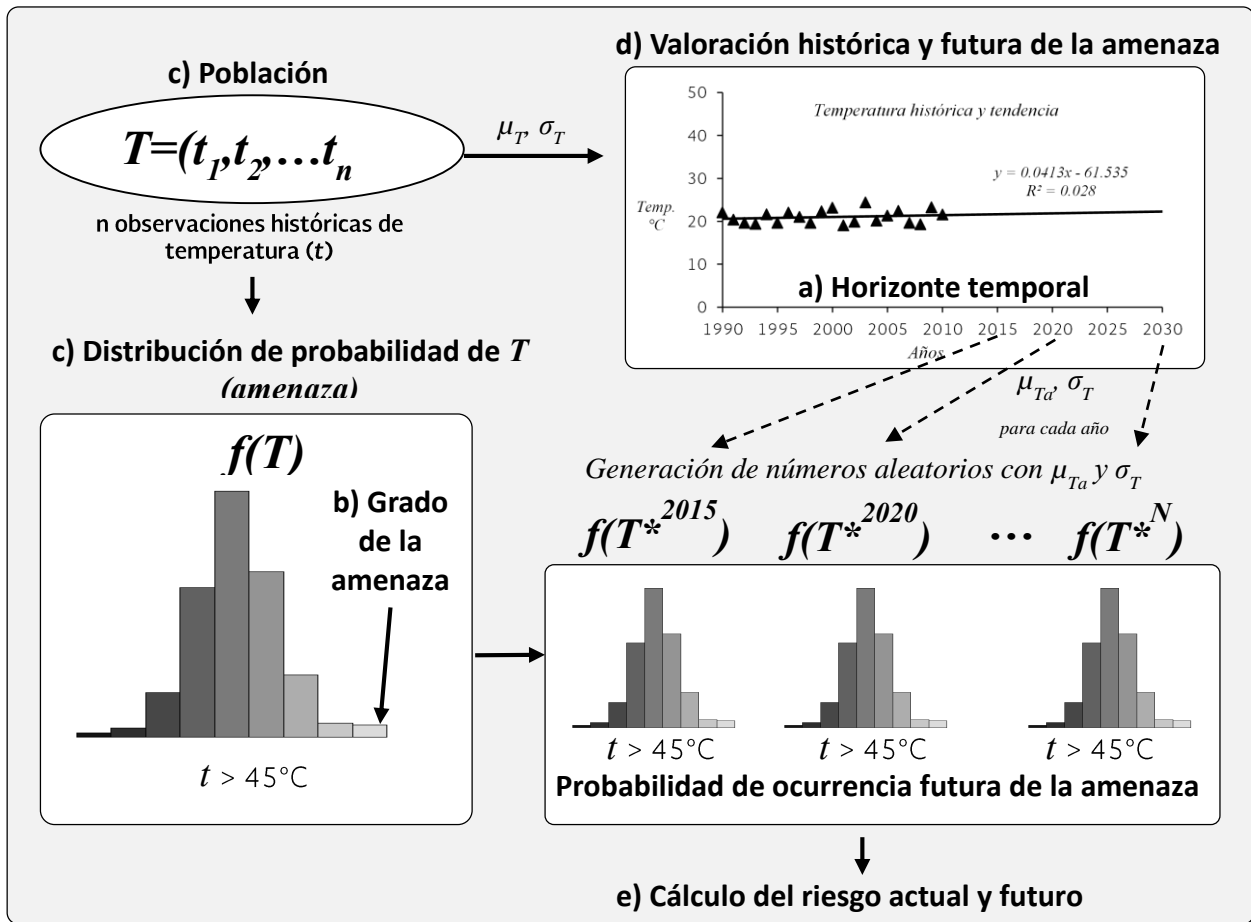 c) Población
T=(t1,t2,…tn
n observaciones históricas de
temperatura (t)
μT, σT
d) Valoración histórica y futura de la amenaza
Temperatura histórica y tendencia
y = 0.0413x - 61.535
R² = 0.028
Temp.
°C
50
40
30
20
10
0
a) Horizonte temporal
1990 1995 2000 2005 2010 2015 2020 2025 2030
Años
c) Distribución de probabilidad de T
(amenaza)
f(T)
b) Grado
de la
amenaza
t > 45°C
μTa, σT
para cada año
Generación de números aleatorios con μTa y σT
f(T*2015) f(T*2020) … f(T*N)
t > 45°C t > 45°C t > 45°C
Probabilidad de ocurrencia futura de la amenaza
e) Cálculo del riesgo actual y futuro